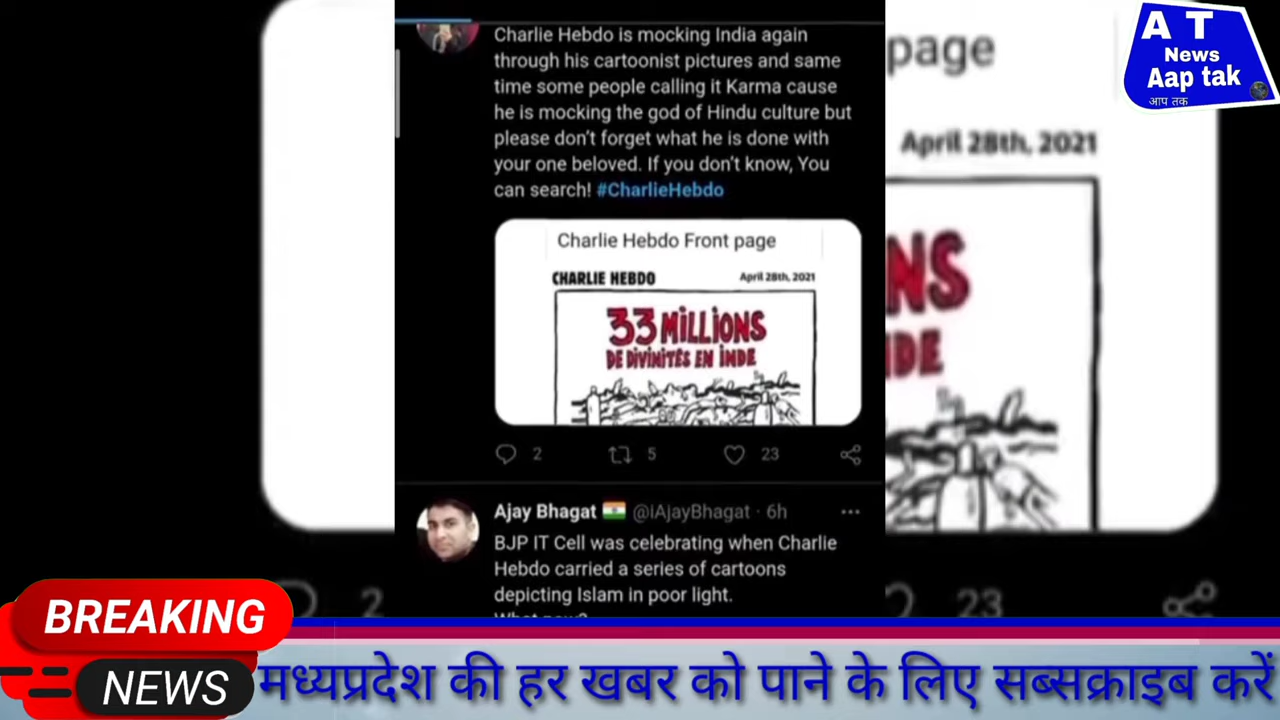 Charlie Hebdo is mocking India again
through his cartoonist pictures and same
time some people calling it Karma cause
he is mocking the god of Hindu culture but
please don't forget what he is done with
your one beloved. If you don't know, You
can search! #CharlieHebdo
Charlie Hebdo Front page
CHARLIE HEBDO April 28th, 2021
33 MiLLiONS
DE DiViNiTÉS EN INDE
2 5 23
Ajay Bhagat @iAjayBhagat · 6h
BJP IT Cell was celebrating when Charlie
Hebdo carried a series of cartoons
depicting Islam in poor light.
page
April 28th, 2021
NS
DE
2 23
A T
News
Aap tak
आप तक
BREAKING
NEWS
मध्यप्रदेश की हर खबर को पाने के लिए सब्सक्राइब करें